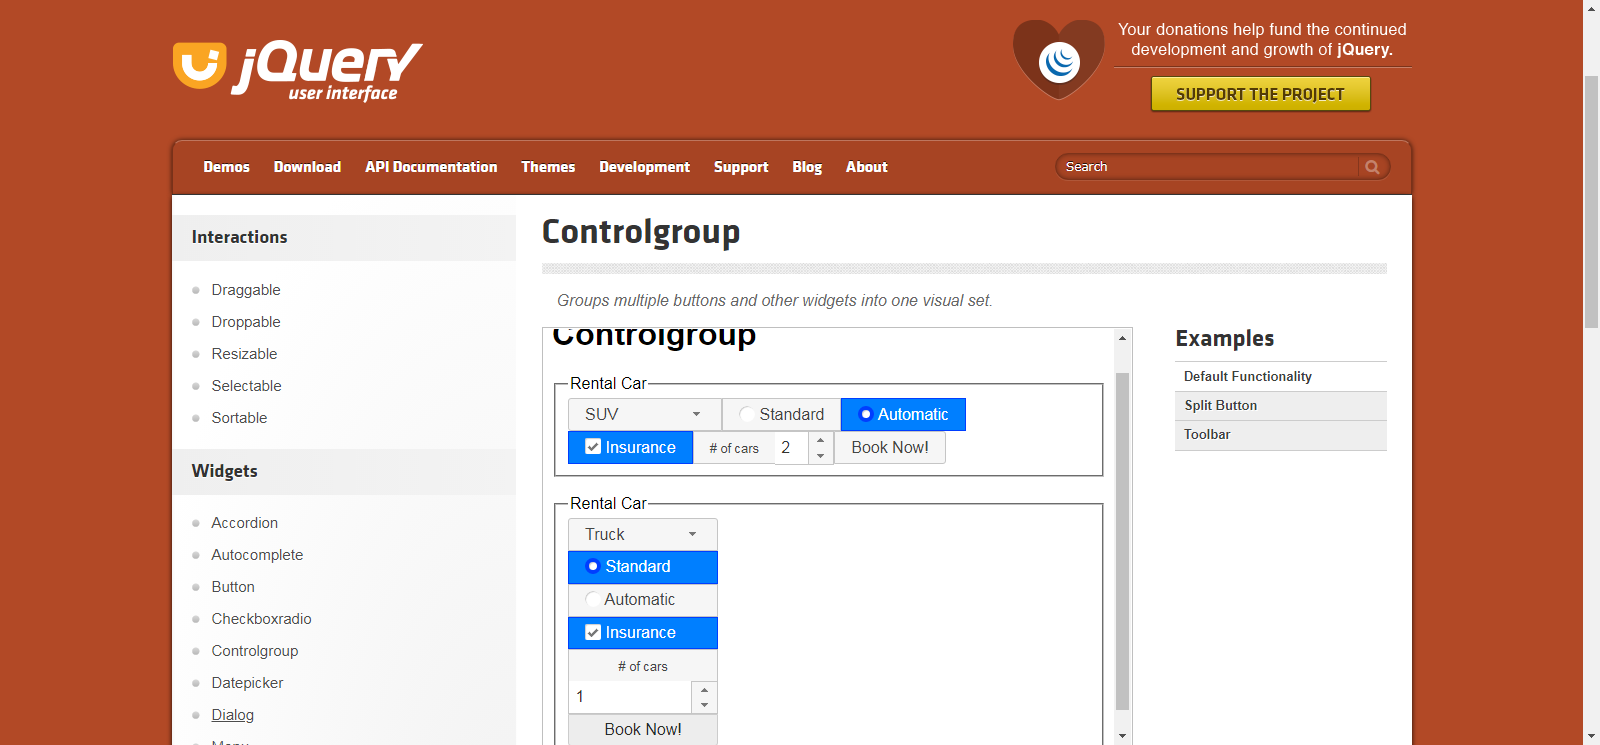 jQuery
user interface
Your donations help fund the continued
development and growth of jQuery.
SUPPORT THE PROJECT
Demos Download API Documentation Themes Development Support Blog About Search
Interactions
Draggable
Droppable
Resizable
Selectable
Sortable
Widgets
Accordion
Autocomplete
Button
Checkboxradio
Controlgroup
Datepicker
Dialog
Menu
Controlgroup
Groups multiple buttons and other widgets into one visual set.
Controlgroup
Rental Car
SUV Standard Automatic
Insurance # of cars 2 Book Now!
Rental Car
Truck
Standard
Automatic
Insurance
# of cars
1
Book Now!
Examples
Default Functionality
Split Button
Toolbar